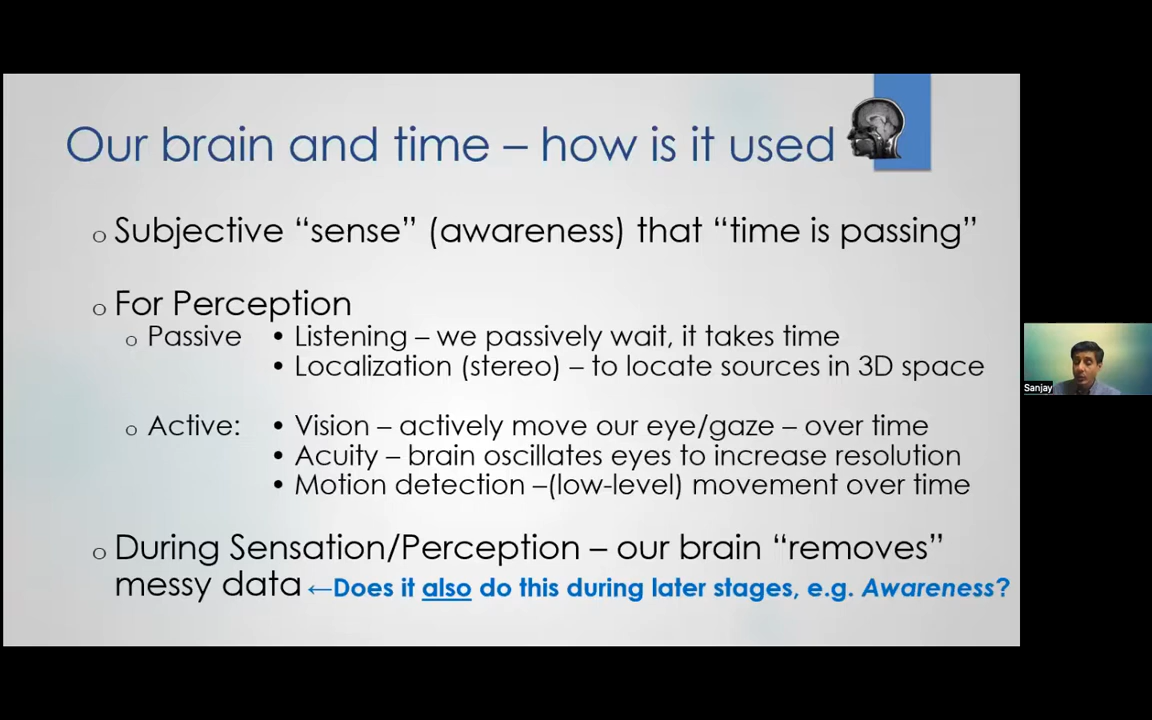 Our brain and time – how is it used
o Subjective “sense” (awareness) that “time is passing”
o For Perception
o Passive • Listening – we passively wait, it takes time
• Localization (stereo) – to locate sources in 3D space
o Active: • Vision – actively move our eye/gaze – over time
• Acuity – brain oscillates eyes to increase resolution
• Motion detection –(low-level) movement over time
o During Sensation/Perception – our brain “removes”
messy data ←Does it also do this during later stages, e.g. Awareness?
Sanjay